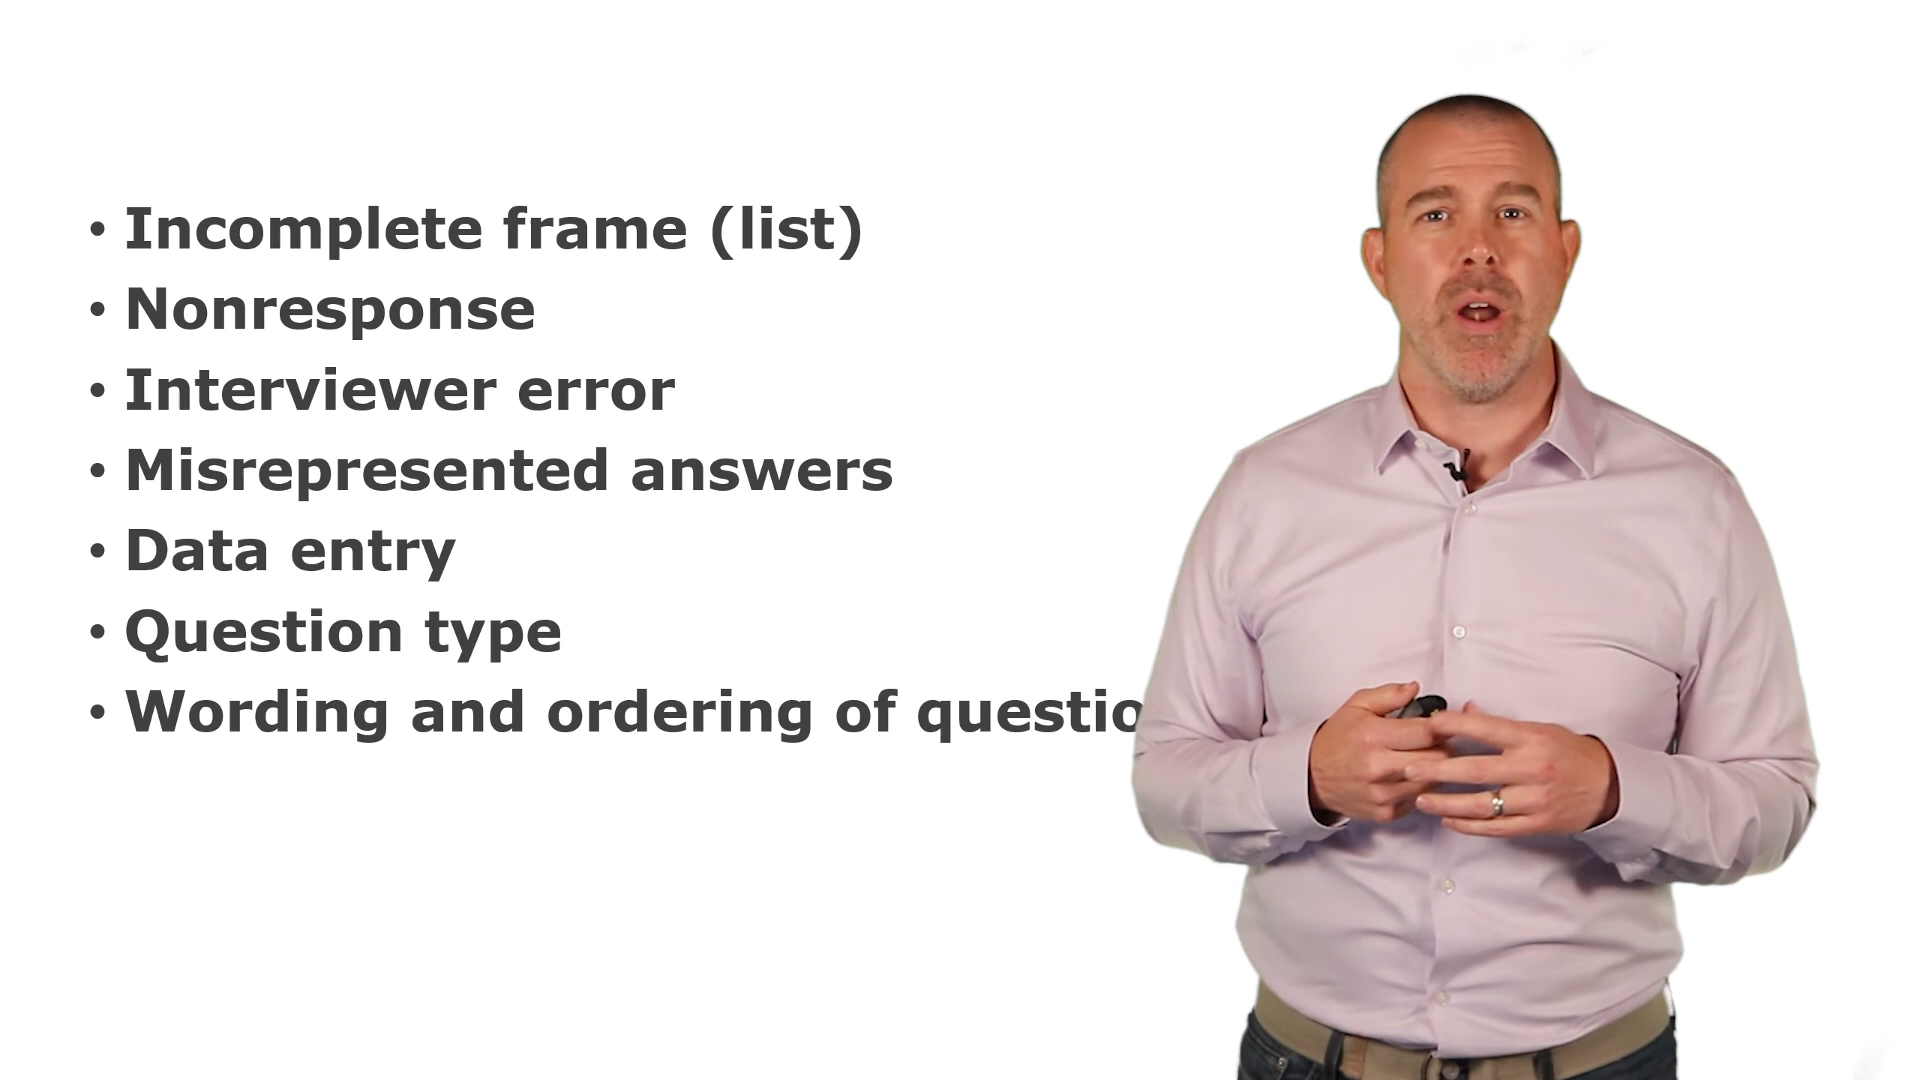 • Incomplete frame (list)
• Nonresponse
• Interviewer error
• Misrepresented answers
• Data entry
• Question type
• Wording and ordering of questio